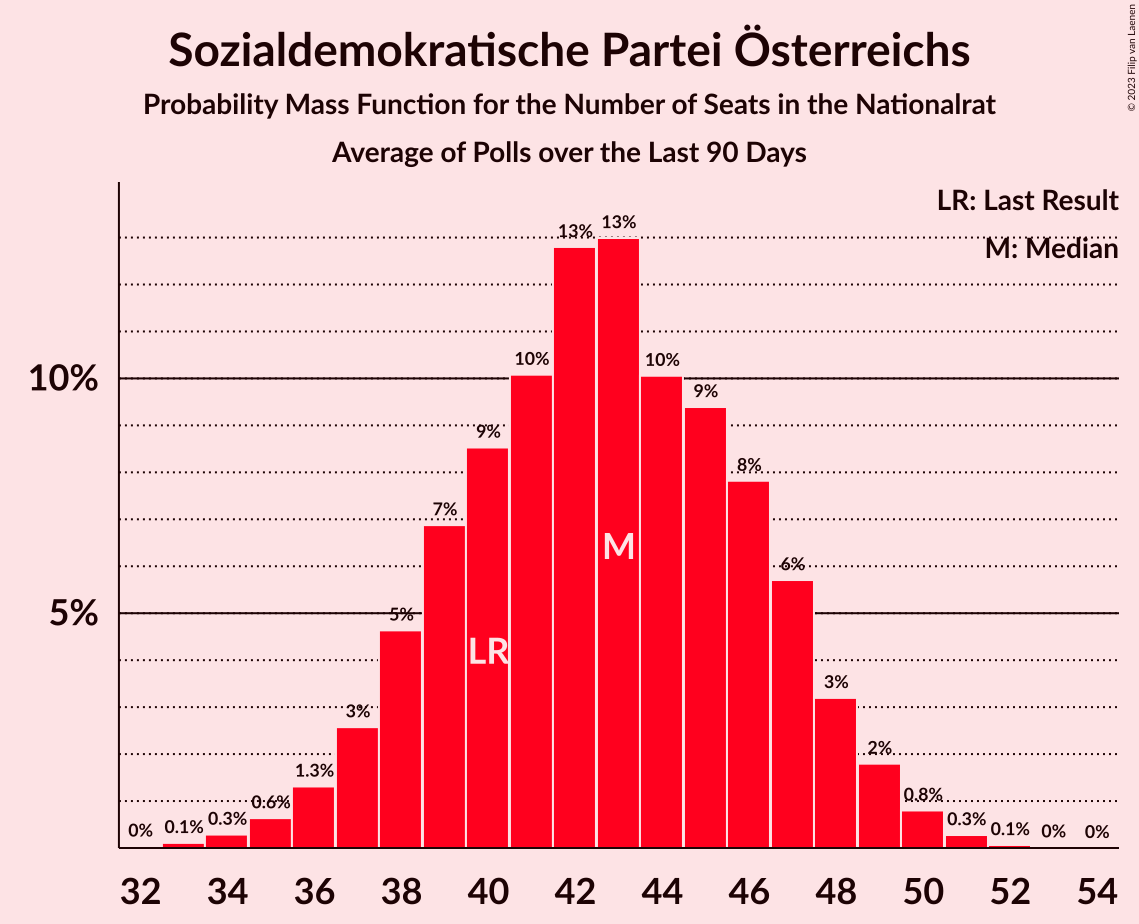 Sozialdemokratische Partei Österreichs
Probability Mass Function for the Number of Seats in the Nationalrat
Average of Polls over the Last 90 Days
© 2023 Filip van Laenen
LR: Last Result
M: Median
10%
5%
0% 0.1% 0.3% 0.6% 1.3% 3% 5% 7% 9% 10% 13% 13% 10% 9% 8% 6% 3% 2% 0.8% 0.3% 0.1% 0% 0%
M
LR
32 34 36 38 40 42 44 46 48 50 52 54